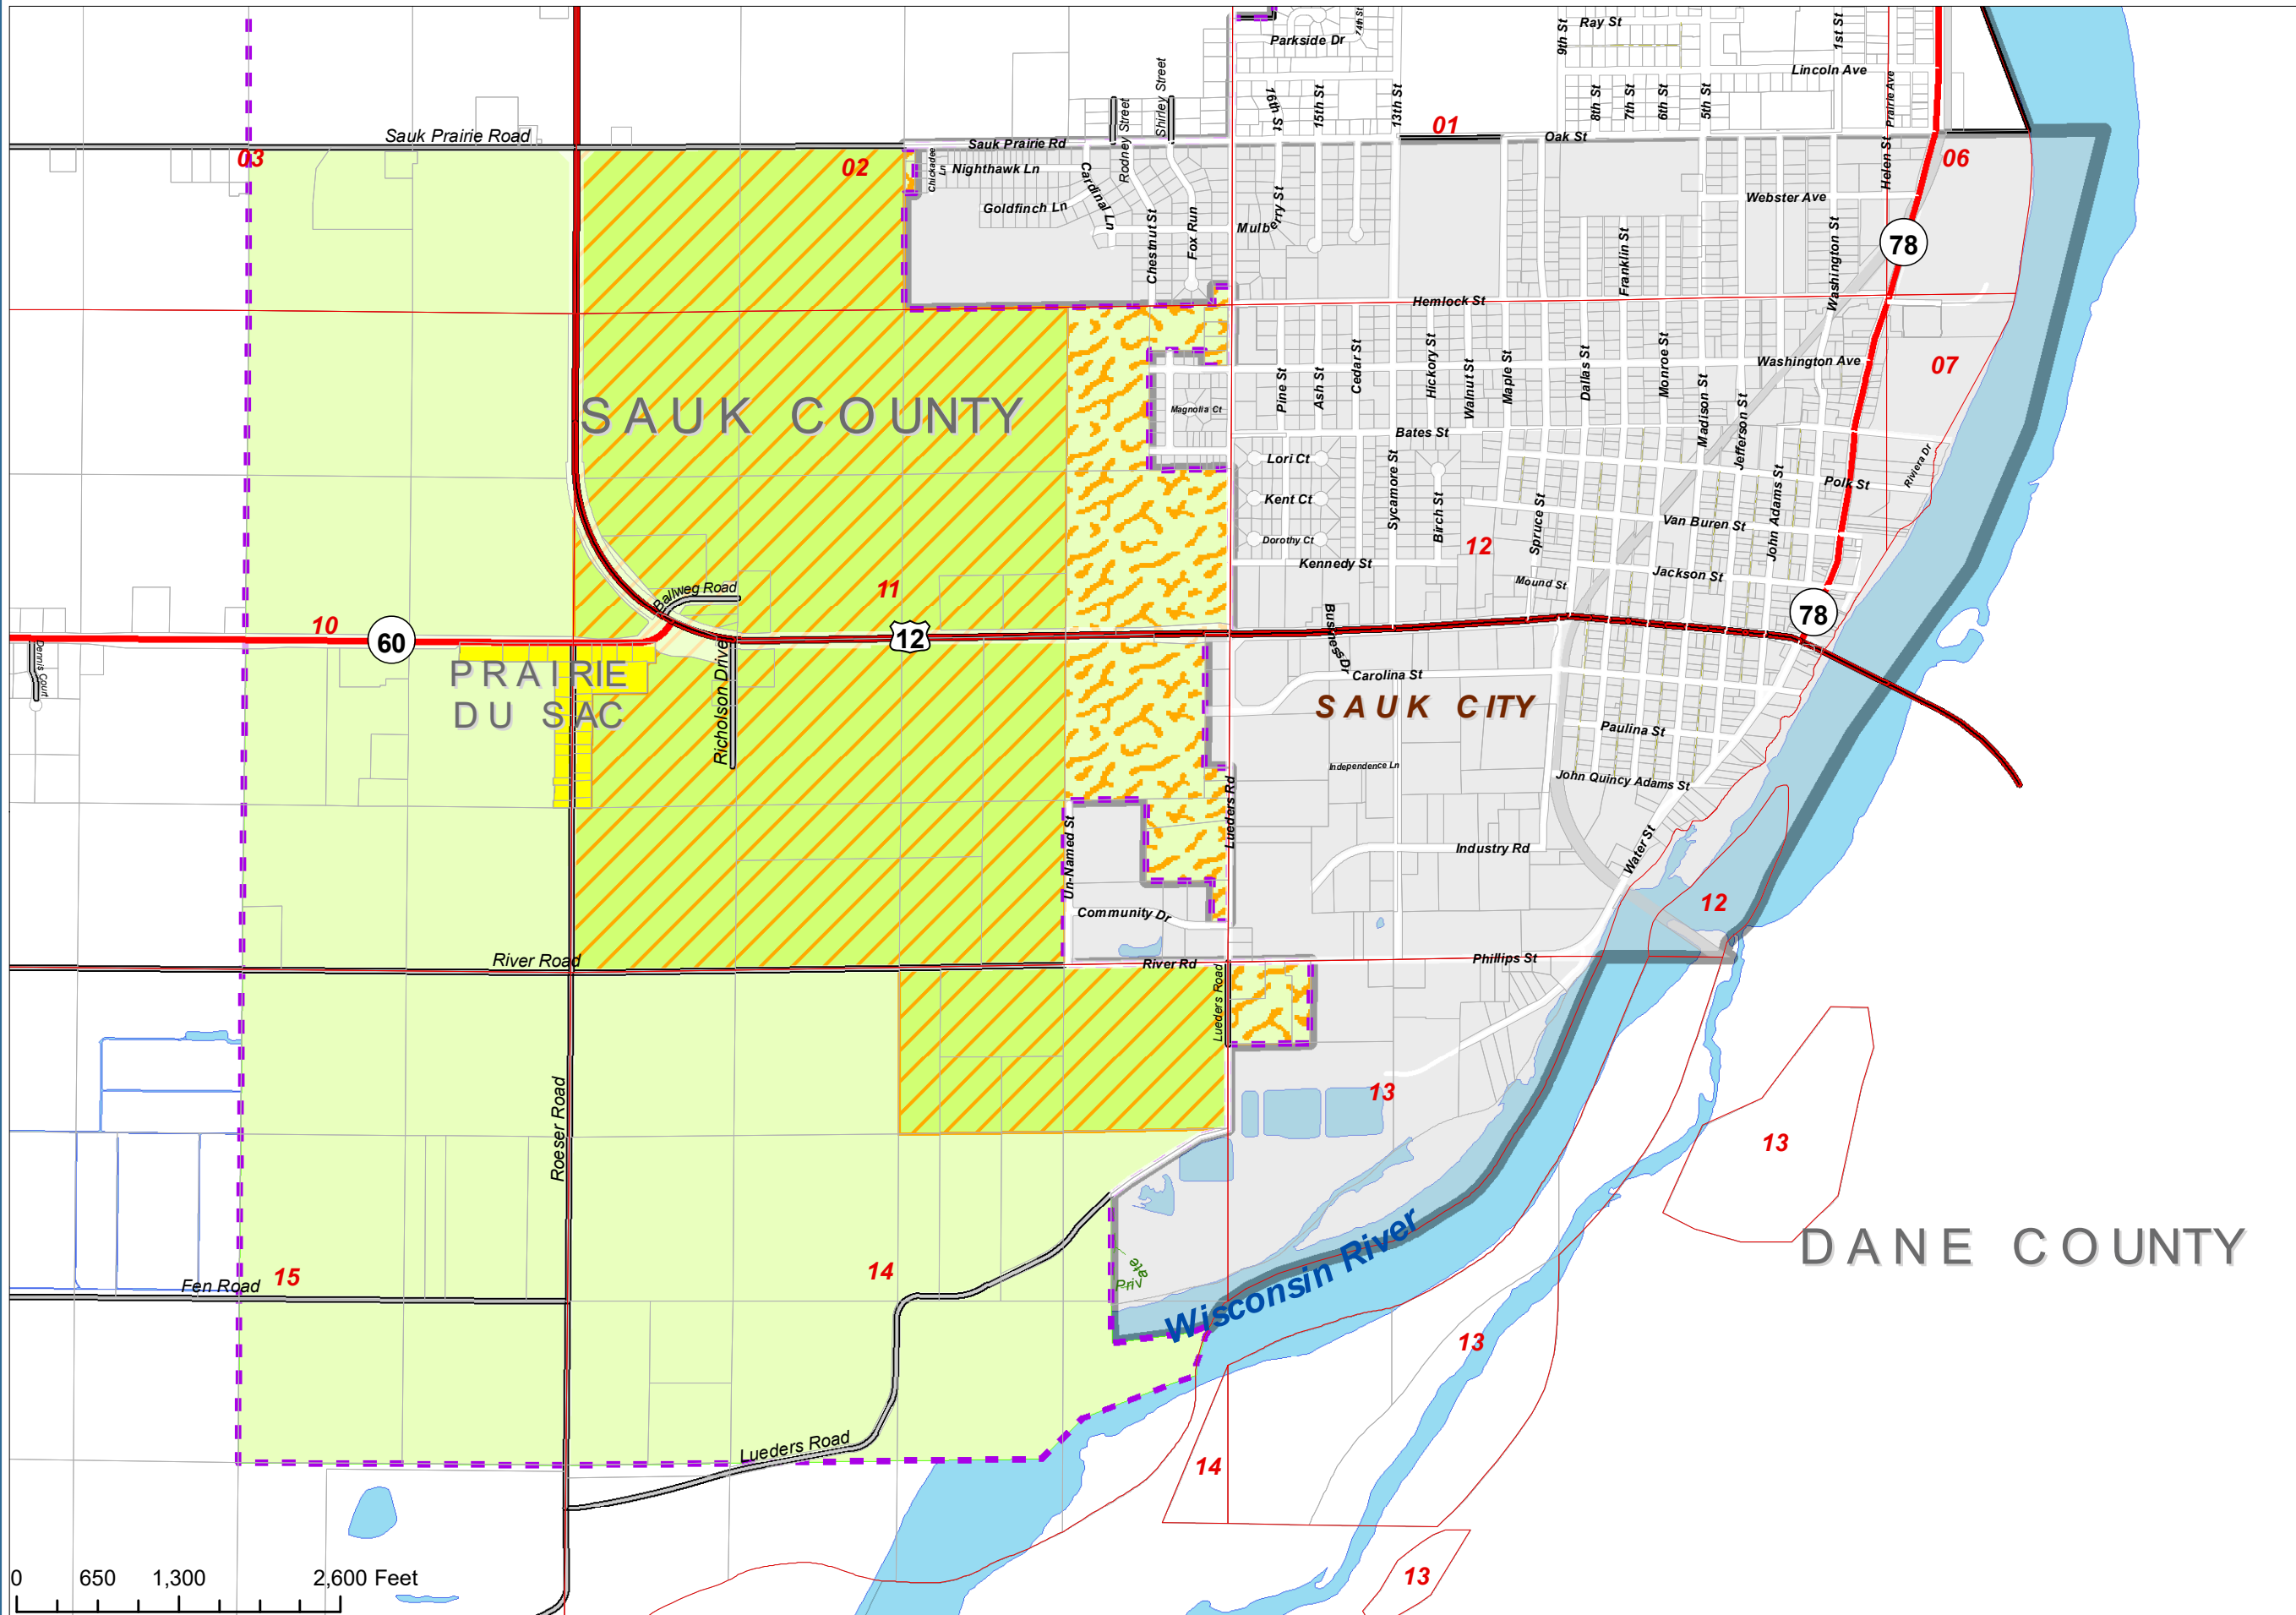 Parkside Dr
74th St
9th St
Ray St
1st St
Lincoln Ave
Prairie Ave
Shirley Street
Rodney Street
16th St
15th St
13th St
8th St
7th St
6th St
5th St
01
Oak St
Sauk Prairie Road
03
02
Sauk Prairie Rd
Chickadee
Ln
Nighthawk Ln
Goldfinch Ln
Cardinal Ln
Chestnut St
Fox Run
Mulberry St
Helen St
06
Webster Ave
Franklin St
Washington St
78
Hemlock St
SAUK COUNTY
Pine St
Ash St
Cedar St
Hickory St
Walnut St
Maple St
Dallas St
Monroe St
Washington Ave
07
Magnolia Ct
Madison St
Jefferson St
Bates St
Lori Ct
Kent Ct
Dorothy Ct
Kennedy St
Sycamore St
Birch St
Spruce St
12
John Adams St
Polk St
Riviera Dr
Van Buren St
Jackson St
Mound St
78
Ballweg Road
11
10
60
12
Dennis Court
PRAIRIE
DU SAC
Richolson Drive
Business Dr
Carolina St
SAUK CITY
Paulina St
Independence Ln
John Quincy Adams St
Lueders Rd
Un-Named St
Industry Rd
Water St
Community Dr
12
River Road
River Rd
Phillips St
Lueders Road
13
13
Roeser Road
DANE COUNTY
Private
Wisconsin River
Fen Road
15
14
13
Lueders Road
14
13
0 650 1,300 2,600 Feet